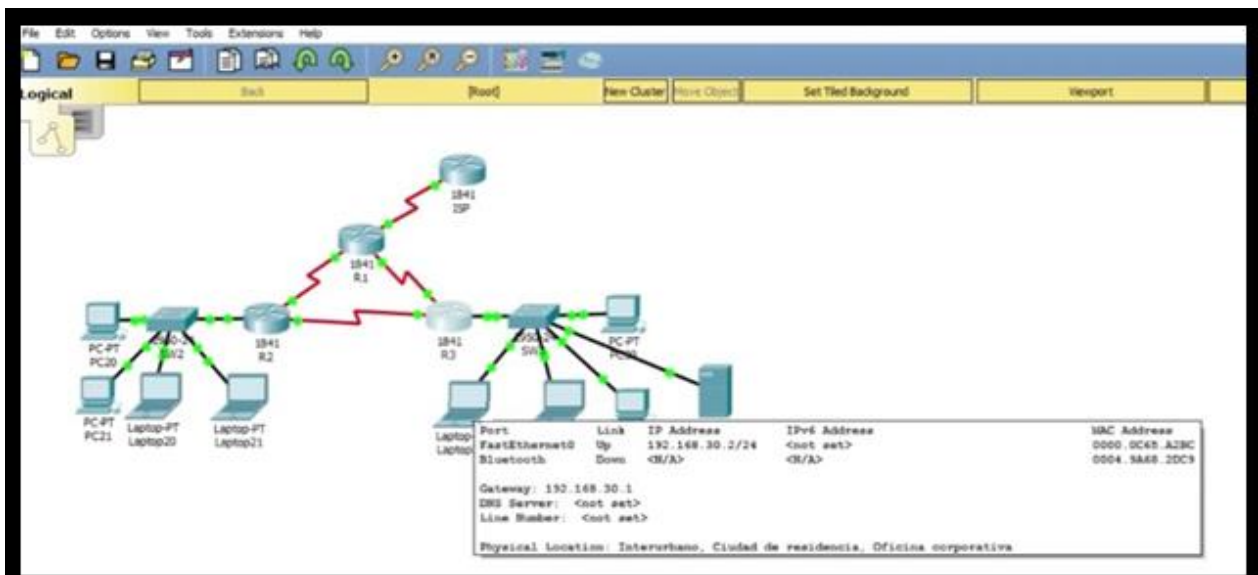 File Edit Options View Tools Extensions Help
Logical Back [Root] New Cluster Move Object Set Tiled Background Viewport
1841
ISP
1841
R1
PC-PT
PC20
SW2
1841
R2
1841
R3
PC-PT
PC-PT
PC21
Laptop-PT
Laptop20
Laptop-PT
Laptop21
Port Link IP Address IPv6 Address MAC Address
FastEthernet0 Up 192.168.30.2/24 <not set> 0000.0C65.A2BC
Bluetooth Down <N/A> <N/A> 0004.9A68.2DC9
Gateway: 192.168.30.1
DNS Server: <not set>
Line Number: <not set>
Physical Location: Interurbano, Ciudad de residencia, Oficina corporativa